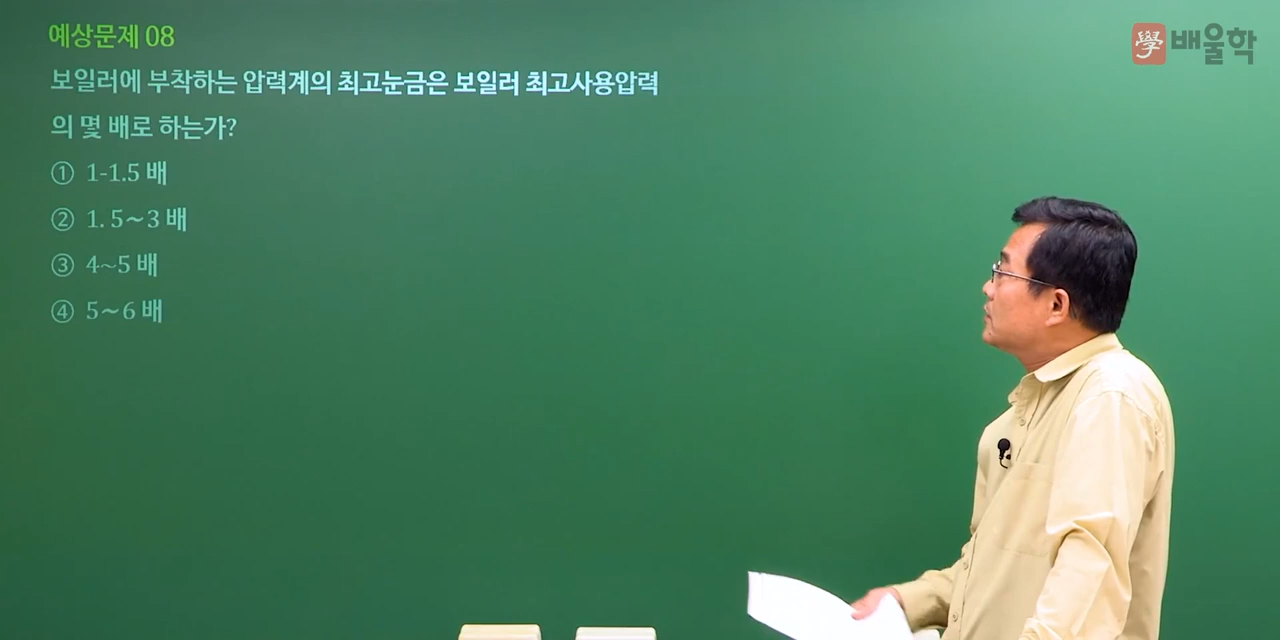 예상문제 08
學 배울학
보일러에 부착하는 압력계의 최고눈금은 보일러 최고사용압력
의 몇 배로 하는가?
① 1-1.5 배
② 1. 5~3 배
③ 4~5 배
④ 5~6 배